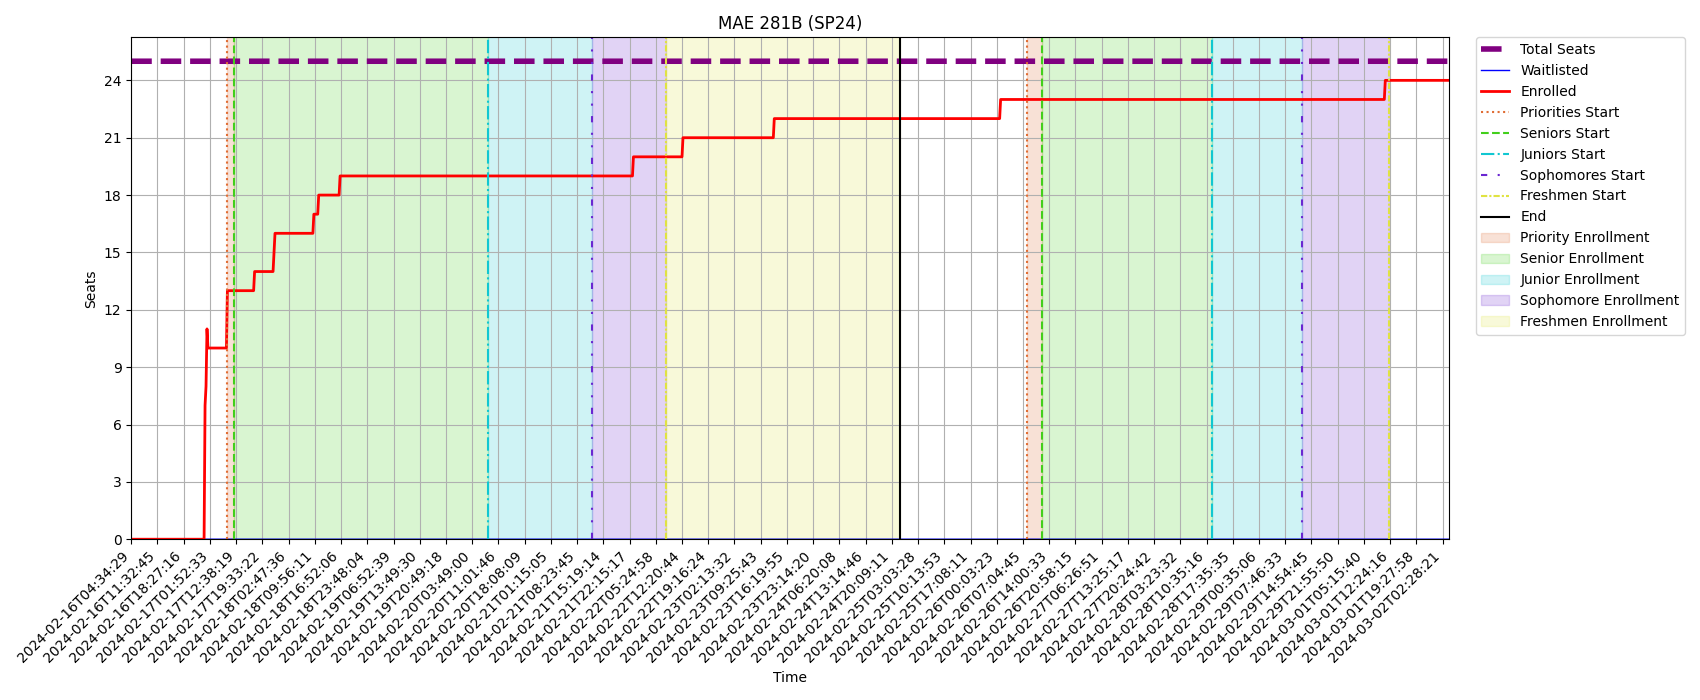 MAE 281B (SP24)
Seats
24
21
18
15
12
9
6
3
0
2024-02-16T04:34:29
2024-02-16T11:32:45
2024-02-16T18:27:16
2024-02-17T01:52:33
2024-02-17T12:38:19
2024-02-17T19:33:22
2024-02-18T02:47:36
2024-02-18T09:56:11
2024-02-18T16:52:06
2024-02-18T23:48:04
2024-02-19T06:52:39
2024-02-19T13:49:30
2024-02-19T20:49:18
2024-02-20T03:49:00
2024-02-20T11:01:46
2024-02-20T18:08:09
2024-02-21T01:15:05
2024-02-21T08:23:45
2024-02-21T15:19:14
2024-02-21T22:15:17
2024-02-22T05:24:58
2024-02-22T12:20:44
2024-02-22T19:16:24
2024-02-23T02:13:32
2024-02-23T09:25:43
2024-02-23T16:19:55
2024-02-23T23:14:20
2024-02-24T06:20:08
2024-02-24T13:14:46
2024-02-24T20:09:11
2024-02-25T03:03:28
2024-02-25T10:13:53
2024-02-25T17:08:11
2024-02-26T00:03:23
2024-02-26T07:04:45
2024-02-26T14:00:33
2024-02-26T20:58:15
2024-02-27T06:26:51
2024-02-27T13:25:17
2024-02-27T20:24:42
2024-02-28T03:23:32
2024-02-28T10:35:16
2024-02-28T17:35:35
2024-02-29T00:35:06
2024-02-29T07:46:33
2024-02-29T14:54:45
2024-02-29T21:55:50
2024-03-01T05:15:40
2024-03-01T12:24:16
2024-03-01T19:27:58
2024-03-02T02:28:21
Time
Total Seats
Waitlisted
Enrolled
Priorities Start
Seniors Start
Juniors Start
Sophomores Start
Freshmen Start
End
Priority Enrollment
Senior Enrollment
Junior Enrollment
Sophomore Enrollment
Freshmen Enrollment